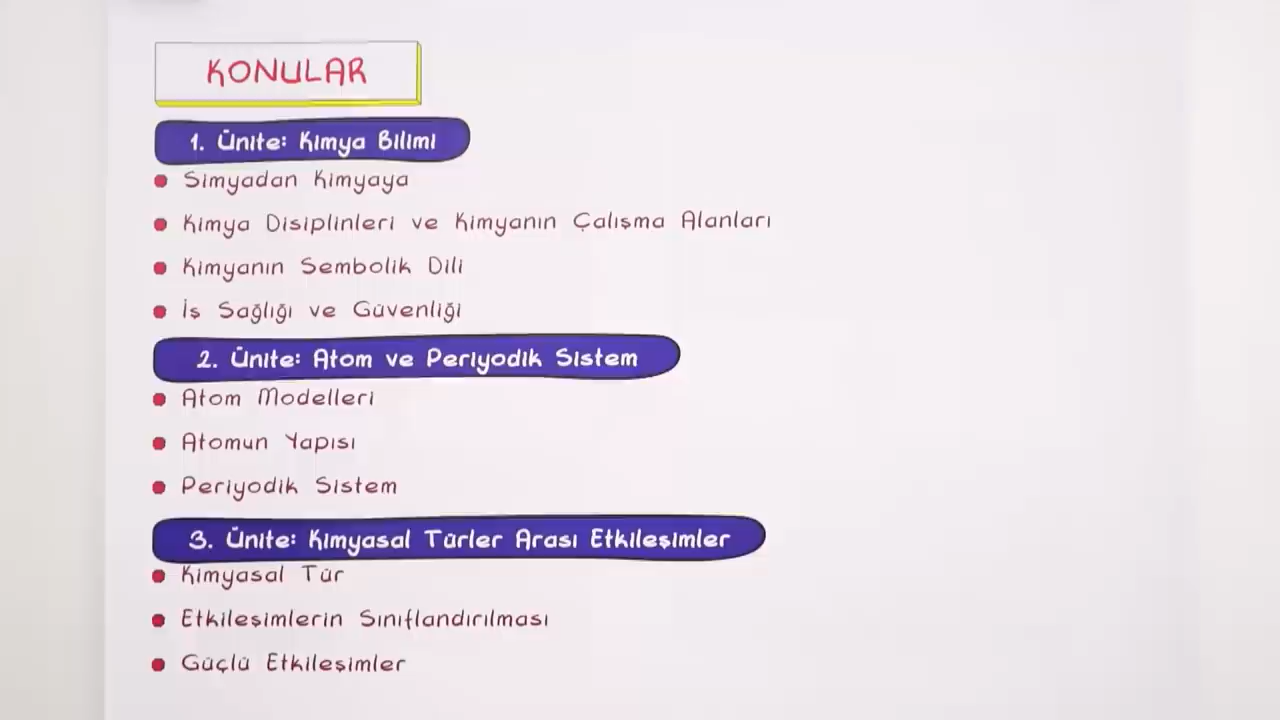 KONULAR
1. Ünite: Kimya Bilimi
Simyadan Kimyaya
Kimya Disiplinleri ve Kimyanın Çalışma Alanları
Kimyanın Sembolik Dili
İş Sağlığı ve Güvenliği
2. Ünite: Atom ve Periyodik Sistem
Atom Modelleri
Atomun Yapısı
Periyodik Sistem
3. Ünite: Kimyasal Türler Arası Etkileşimler
Kimyasal Tür
Etkileşimlerin Sınıflandırılması
Güçlü Etkileşimler